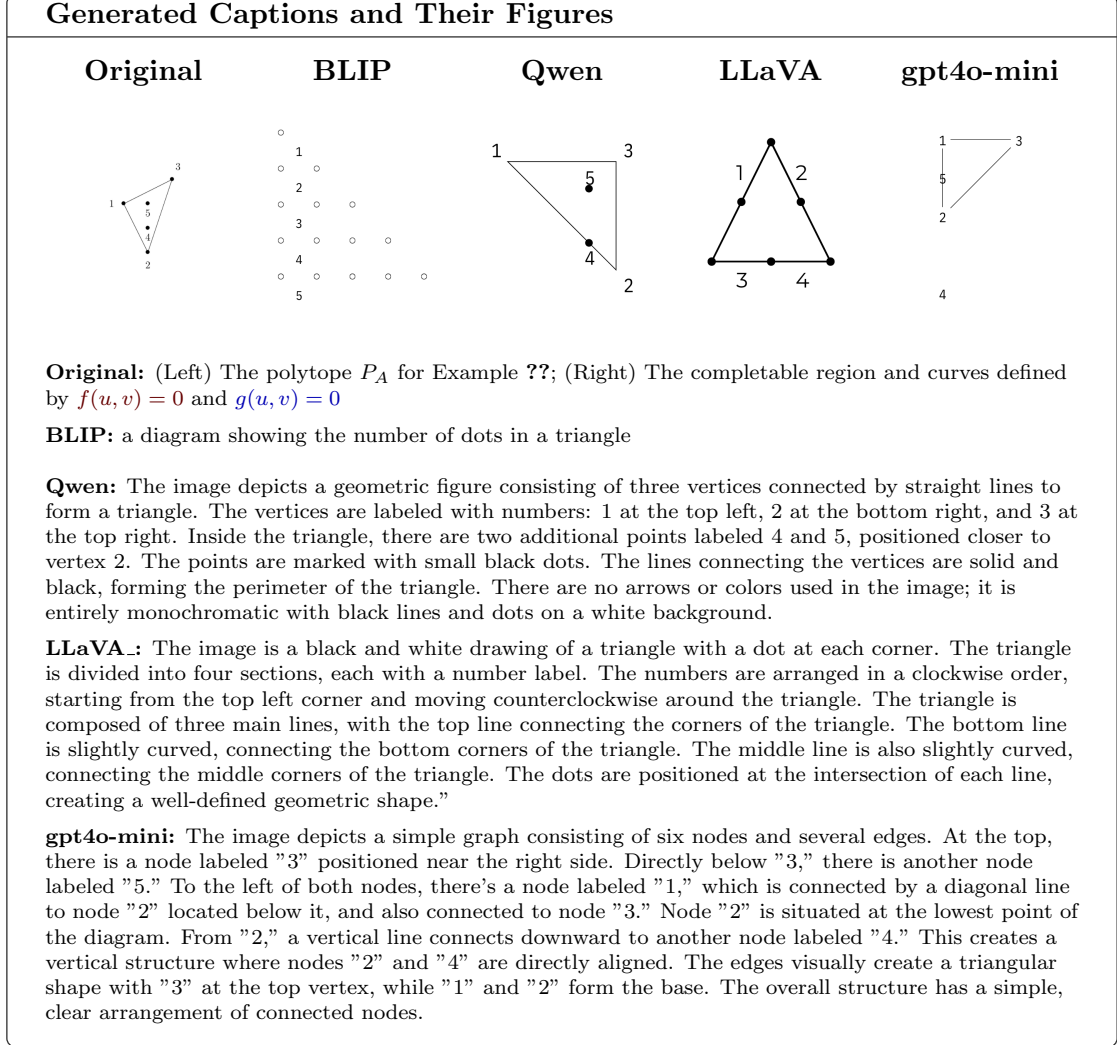 Generated Captions and Their Figures
Original BLIP Qwen LLaVA gpt4o-mini
3
1
5
4
2
1
2
3
4
5
1 3
5
4
2
1 2
3 4
1 3
5
2
4
Original: (Left) The polytope P_A for Example ??; (Right) The completable region and curves defined
by f(u, v) = 0 and g(u, v) = 0
BLIP: a diagram showing the number of dots in a triangle
Qwen: The image depicts a geometric figure consisting of three vertices connected by straight lines to
form a triangle. The vertices are labeled with numbers: 1 at the top left, 2 at the bottom right, and 3 at
the top right. Inside the triangle, there are two additional points labeled 4 and 5, positioned closer to
vertex 2. The points are marked with small black dots. The lines connecting the vertices are solid and
black, forming the perimeter of the triangle. There are no arrows or colors used in the image; it is
entirely monochromatic with black lines and dots on a white background.
LLaVA_: The image is a black and white drawing of a triangle with a dot at each corner. The triangle
is divided into four sections, each with a number label. The numbers are arranged in a clockwise order,
starting from the top left corner and moving counterclockwise around the triangle. The triangle is
composed of three main lines, with the top line connecting the corners of the triangle. The bottom line
is slightly curved, connecting the bottom corners of the triangle. The middle line is also slightly curved,
connecting the middle corners of the triangle. The dots are positioned at the intersection of each line,
creating a well-defined geometric shape.”
gpt4o-mini: The image depicts a simple graph consisting of six nodes and several edges. At the top,
there is a node labeled ”3” positioned near the right side. Directly below ”3,” there is another node
labeled ”5.” To the left of both nodes, there's a node labeled ”1,” which is connected by a diagonal line
to node ”2” located below it, and also connected to node ”3.” Node ”2” is situated at the lowest point of
the diagram. From ”2,” a vertical line connects downward to another node labeled ”4.” This creates a
vertical structure where nodes ”2” and ”4” are directly aligned. The edges visually create a triangular
shape with ”3” at the top vertex, while ”1” and ”2” form the base. The overall structure has a simple,
clear arrangement of connected nodes.